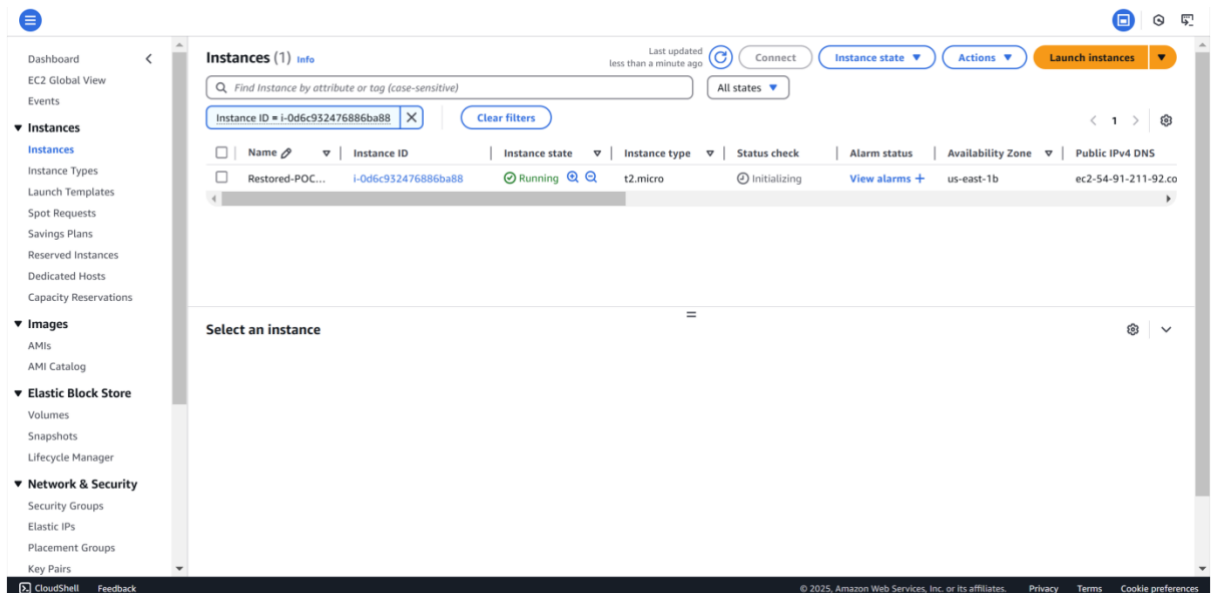 Dashboard
EC2 Global View
Events
Instances
Instances
Instance Types
Launch Templates
Spot Requests
Savings Plans
Reserved Instances
Dedicated Hosts
Capacity Reservations
Images
AMIs
AMI Catalog
Elastic Block Store
Volumes
Snapshots
Lifecycle Manager
Network & Security
Security Groups
Elastic IPs
Placement Groups
Key Pairs
Instances (1) Info
Last updated
less than a minute ago
Connect Instance state Actions Launch instances
Find Instance by attribute or tag (case-sensitive) All states
Instance ID = i-0d6c932476886ba88 Clear filters
1
Name Instance ID Instance state Instance type Status check Alarm status Availability Zone Public IPv4 DNS
Restored-POC... i-0d6c932476886ba88 Running t2.micro Initializing View alarms + us-east-1b ec2-54-91-211-92.co
Select an instance
CloudShell Feedback © 2025, Amazon Web Services, Inc. or its affiliates. Privacy Terms Cookie preferences